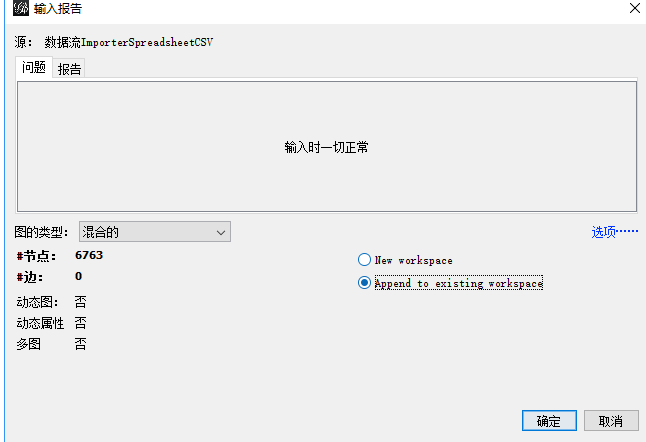 输入报告
源： 数据流ImporterSpreadsheetCSV
问题 报告
输入时一切正常
图的类型： 混合的 选项……
#节点： 6763
New workspace
#边： 0
Append to existing workspace
动态图： 否
动态属性 否
多图 否
确定 取消